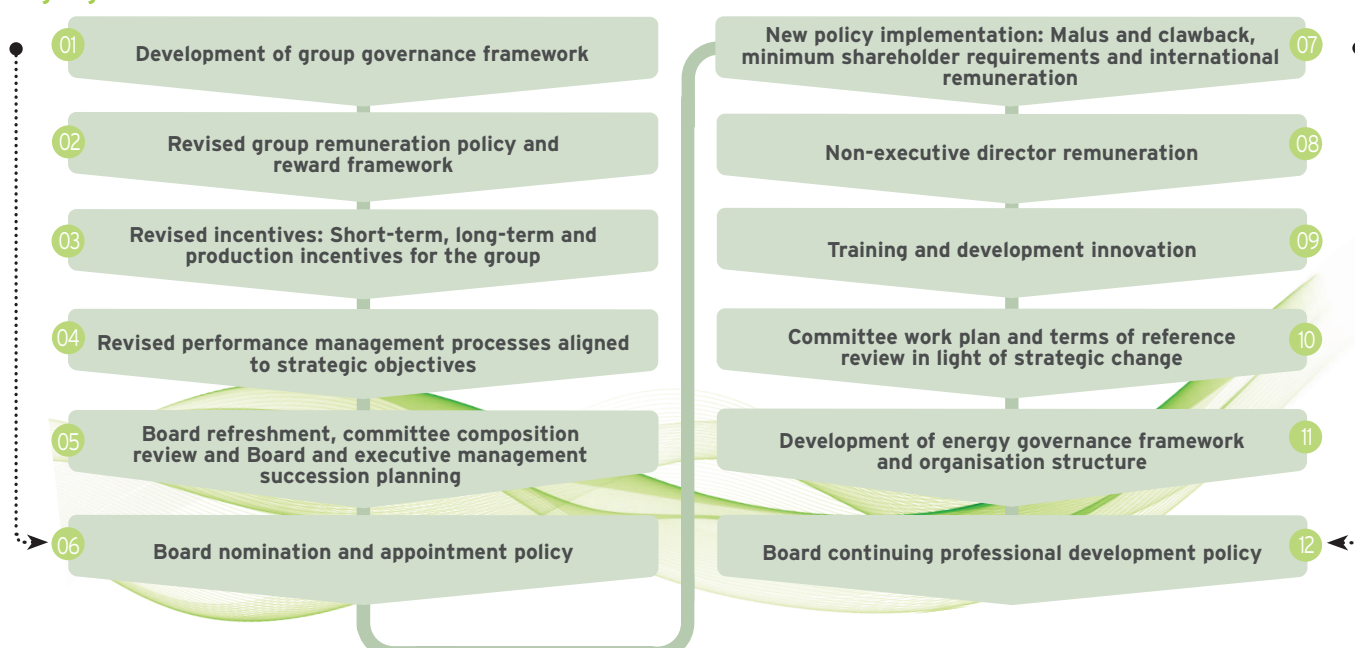 01
Development of group governance framework
02
Revised group remuneration policy and
reward framework
03
Revised incentives: Short-term, long-term and
production incentives for the group
04
Revised performance management processes aligned
to strategic objectives
05
Board refreshment, committee composition
review and Board and executive management
succession planning
06
Board nomination and appointment policy
New policy implementation: Malus and clawback,
minimum shareholder requirements and international
remuneration
07
Non-executive director remuneration
08
Training and development innovation
09
Committee work plan and terms of reference
review in light of strategic change
10
Development of energy governance framework
and organisation structure
11
Board continuing professional development policy
12